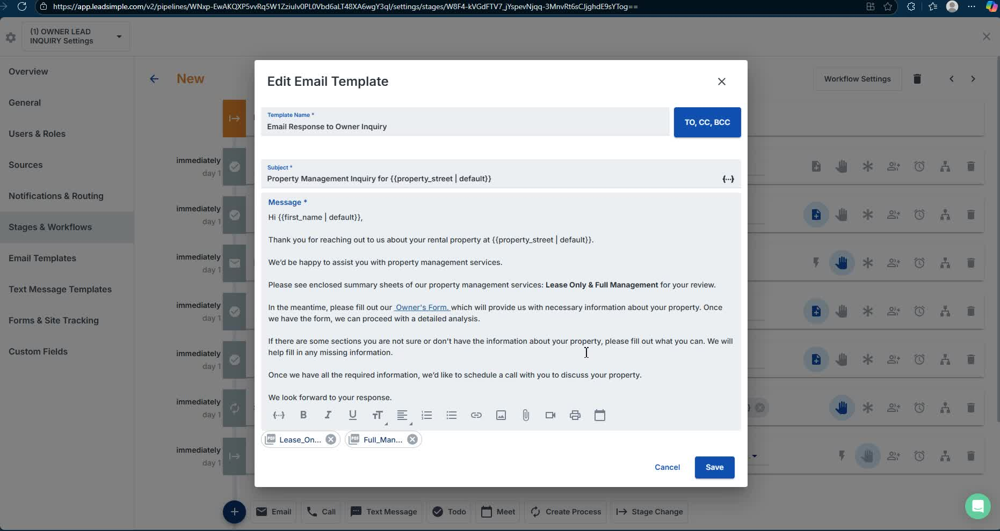 https://app.leadsimple.com/v2/pipelines/WNxp-EwAKQXP5vvRq5W1Zziulv0PL0Vbd6aLT48XA6wgY3ql/settings/stages/W8F4-kVGdFTV7_jYspevNjqq-3MnvRt6sCJjghdE9sYTog==
(1) OWNER LEAD
INQUIRY Settings
Overview
General
Users & Roles
Sources
Notifications & Routing
Stages & Workflows
Email Templates
Text Message Templates
Forms & Site Tracking
Custom Fields
New
Workflow Settings
immediately
day 1
immediately
day 1
immediately
day 1
immediately
day 1
immediately
day 1
immediately
day 1
immediately
day 1
Edit Email Template
Template Name *
Email Response to Owner Inquiry
TO, CC, BCC
Subject *
Property Management Inquiry for {{property_street | default}}
Message *
Hi {{first_name | default}},
Thank you for reaching out to us about your rental property at {{property_street | default}}.
We'd be happy to assist you with property management services.
Please see enclosed summary sheets of our property management services: Lease Only & Full Management for your review.
In the meantime, please fill out our Owner's Form. which will provide us with necessary information about your property. Once
we have the form, we can proceed with a detailed analysis.
If there are some sections you are not sure or don't have the information about your property, please fill out what you can. We will
help fill in any missing information.
Once we have all the required information, we'd like to schedule a call with you to discuss your property.
We look forward to your response.
PDF Lease_On...
PDF Full_Man...
Cancel
Save
Email
Call
Text Message
Todo
Meet
Create Process
Stage Change